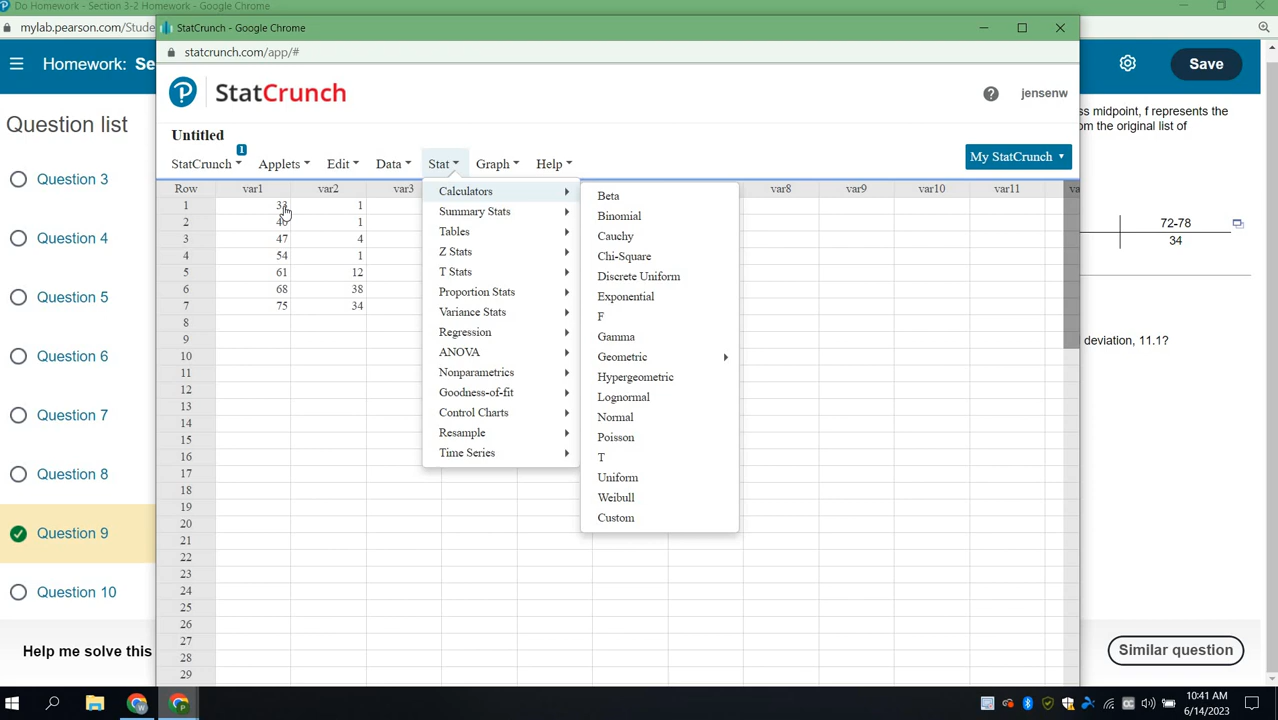 Do Homework - Section 3-2 Homework - Google Chrome
mylab.pearson.com/Stude
StatCrunch - Google Chrome
statcrunch.com/app/#
Homework: Se
Save
StatCrunch
jensenw
ss midpoint, f represents the
om the original list of
Question list
Untitled
StatCrunch 1 Applets Edit Data Stat Graph Help
My StatCrunch
Row var1 var2 var3 var8 var9 var10 var11 va
1 33 1
2 40 1
3 47 4
4 54 1
5 61 12
6 68 38
7 75 34
8
9
10
11
12
13
14
15
16
17
18
19
20
21
22
23
24
25
26
27
28
29
Calculators
Summary Stats
Tables
Z Stats
T Stats
Proportion Stats
Variance Stats
Regression
ANOVA
Nonparametrics
Goodness-of-fit
Control Charts
Resample
Time Series
Beta
Binomial
Cauchy
Chi-Square
Discrete Uniform
Exponential
F
Gamma
Geometric
Hypergeometric
Lognormal
Normal
Poisson
T
Uniform
Weibull
Custom
Question 3
Question 4
Question 5
Question 6
Question 7
Question 8
Question 9
Question 10
72-78
34
deviation, 11.1?
Help me solve this
Similar question
10:41 AM
6/14/2023